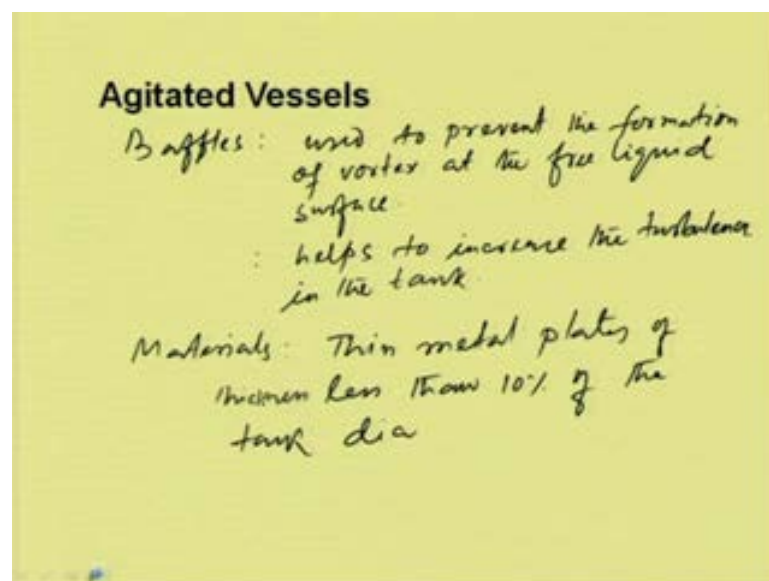 Agitated Vessels
Baffles: used to prevent the formation
of vortex at the free liquid
surface.
: helps to increase the turbulence
in the tank.
Materials: Thin metal plates of
thickness less than 10% of the
tank dia